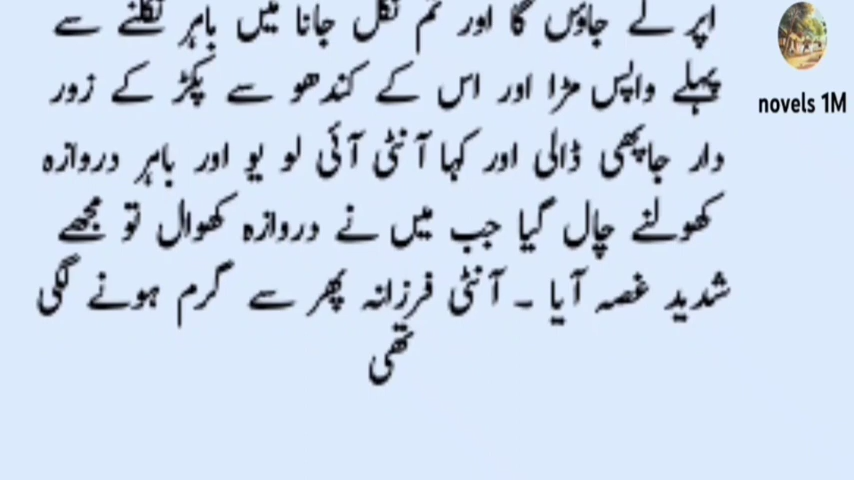 اپر لے جاؤں گا اور تم نکل جانا میں باہر نکلنے سے
پہلے واپس مڑا اور اس کے کندھو سے پکڑ کے زور
دار جاپھی ڈالی اور کہا آنٹی آئی لو یو اور باہر دروازہ
کھولنے چال گیا جب میں نے دروازہ کھوال تو مجھے
شدید غصہ آیا ۔ آنٹی فرزانہ پھر سے گرم ہونے لگی
تھی
novels 1M